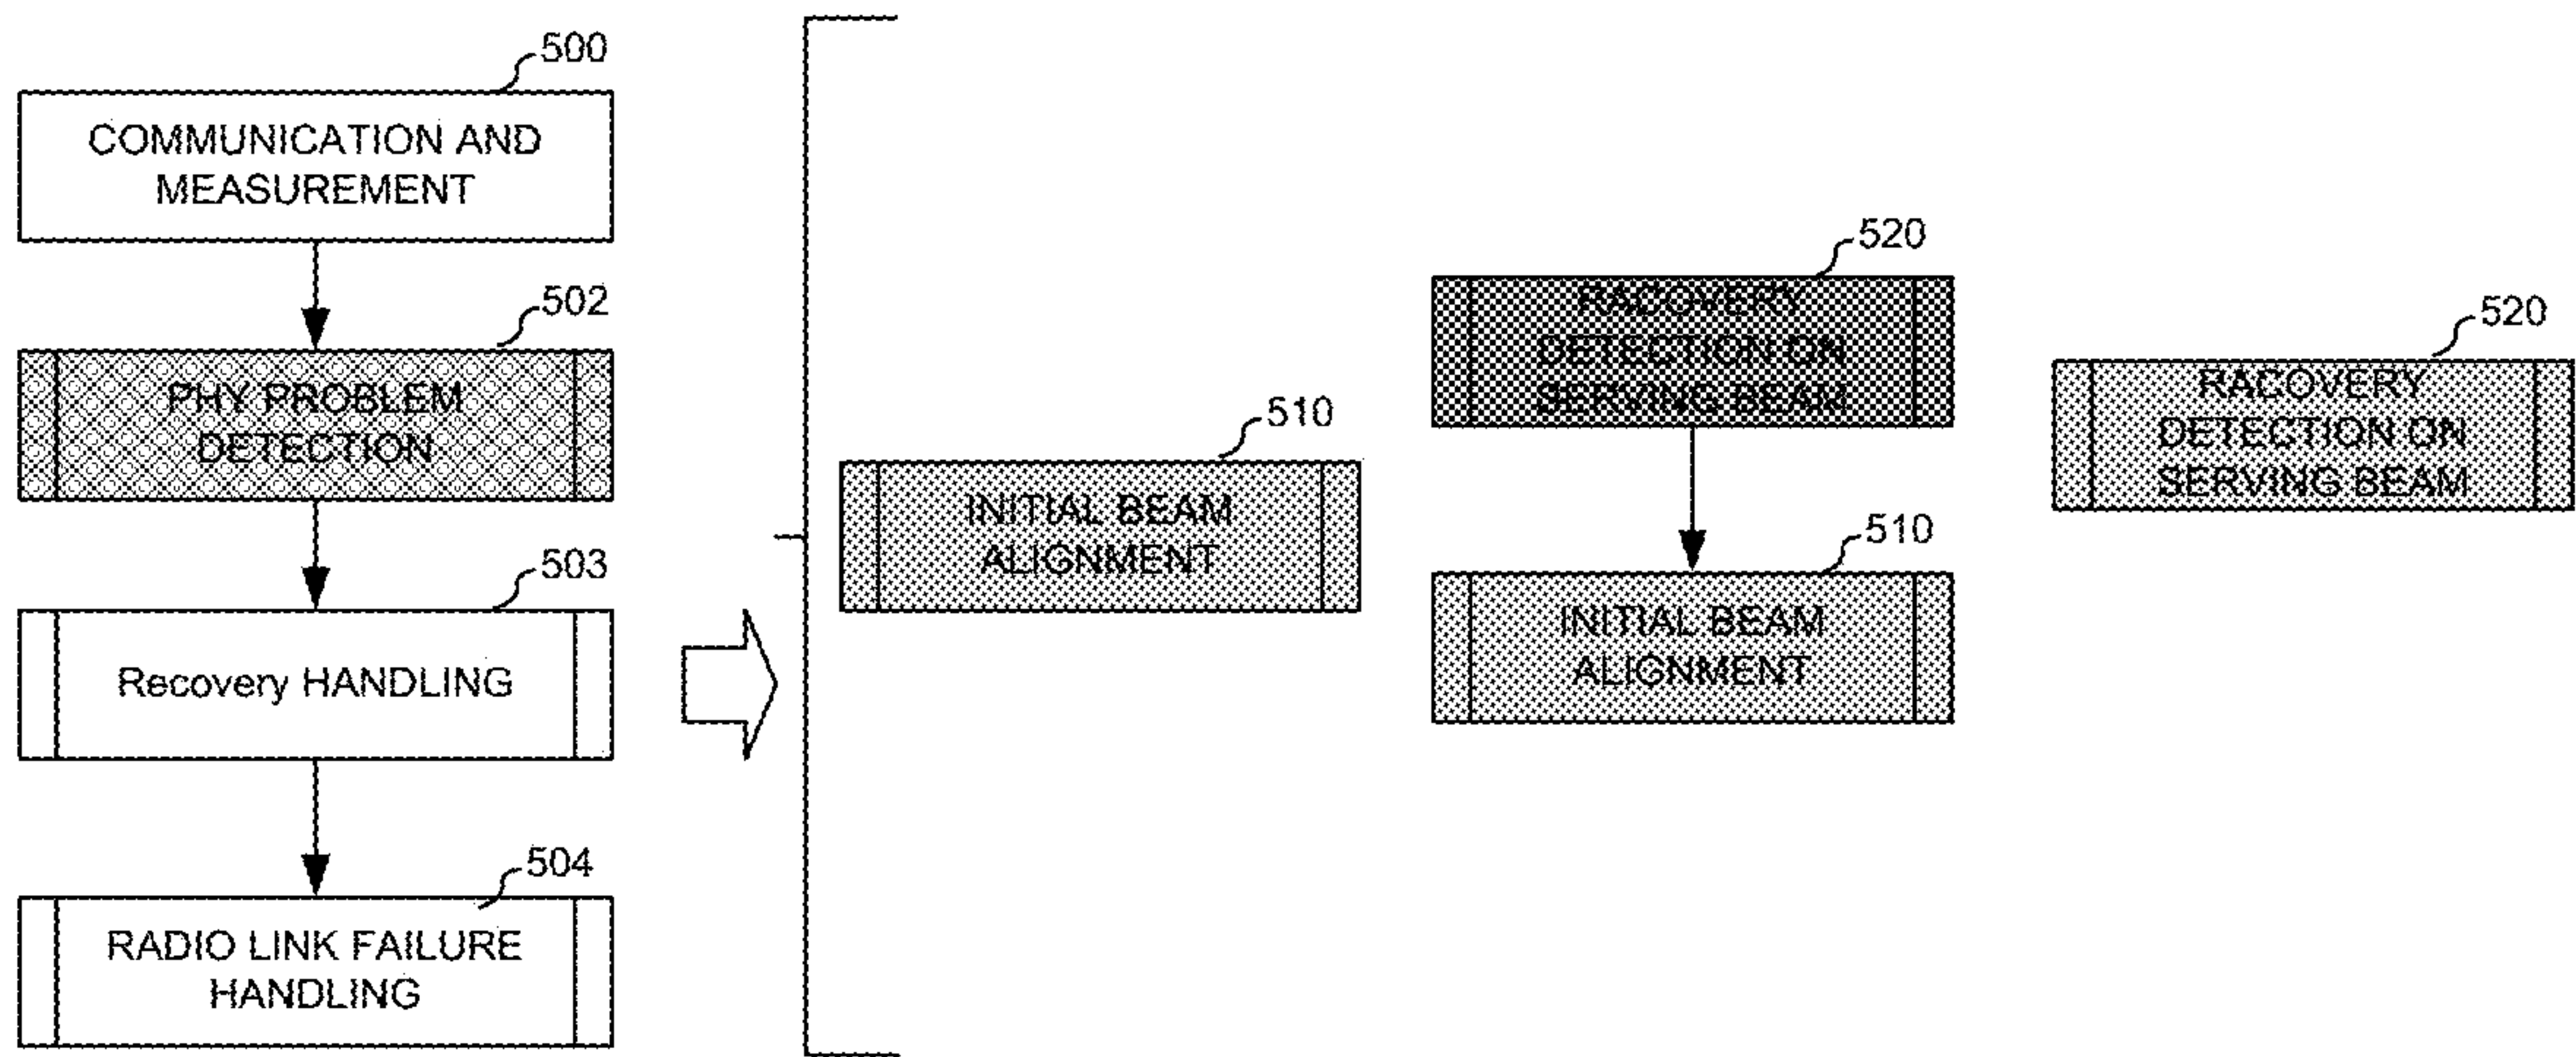 500
COMMUNICATION AND
MEASUREMENT
502
PHY PROBLEM
DETECTION
503
Recovery HANDLING
504
RADIO LINK FAILURE
HANDLING
510
INITIAL BEAM
ALIGNMENT
520
RACOVERY
DETECTION ON
SERVING BEAM
510
INITIAL BEAM
ALIGNMENT
520
RACOVERY
DETECTION ON
SERVING BEAM